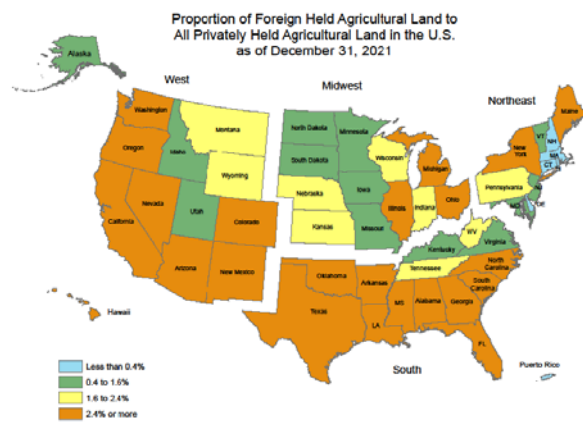 Proportion of Foreign Held Agricultural Land to
All Privately Held Agricultural Land in the U.S.
as of December 31, 2021
Alaska
West
Midwest
Northeast
Washington
Oregon
California
Nevada
Idaho
Montana
Wyoming
Utah
Colorado
Arizona
New Mexico
North Dakota
South Dakota
Nebraska
Kansas
Minnesota
Iowa
Missouri
Wisconsin
Illinois
Michigan
Indiana
Ohio
Maine
VT
NH
MA
CT
New
York
Pennsylvania
NJ
MD
DE
WV
Virginia
Kentucky
Tennessee
North
Carolina
South
Carolina
Oklahoma
Arkansas
Texas
LA
MS
Alabama
Georgia
FL
Hawaii
South
Puerto Rico
Less than 0.4%
0.4 to 1.6%
1.6 to 2.4%
2.4% or more